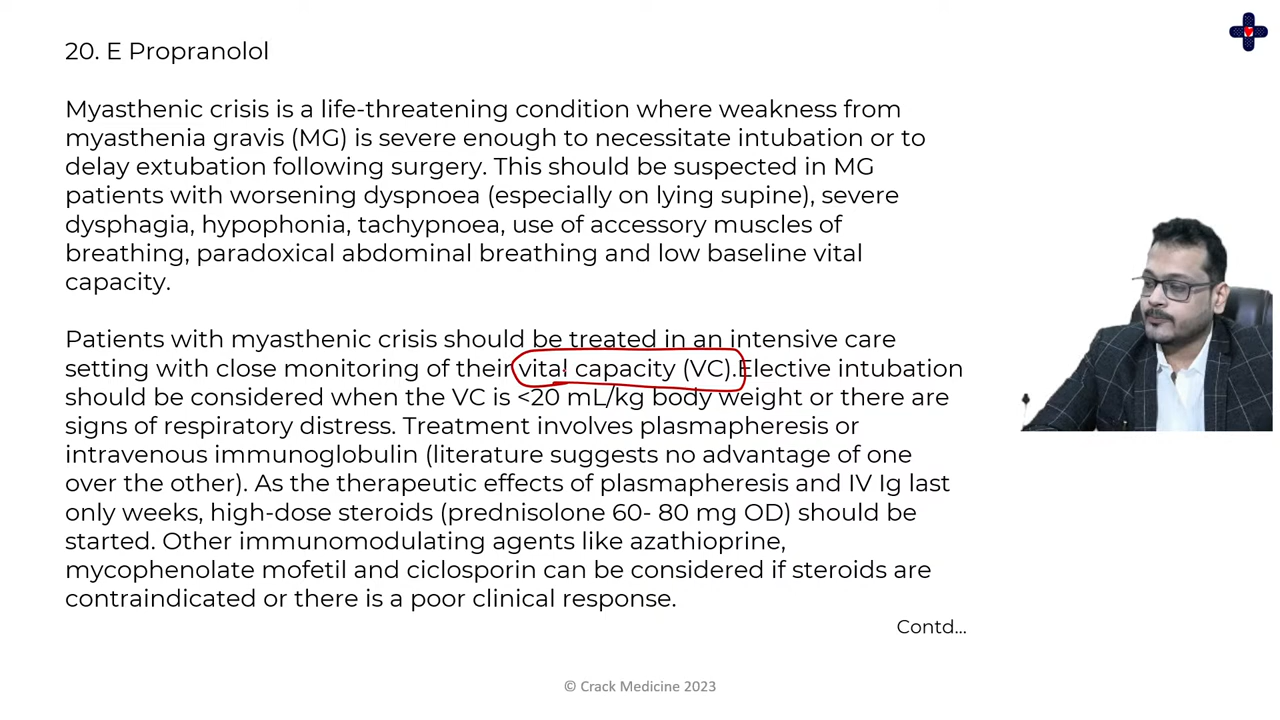 20. E Propranolol
Myasthenic crisis is a life-threatening condition where weakness from
myasthenia gravis (MG) is severe enough to necessitate intubation or to
delay extubation following surgery. This should be suspected in MG
patients with worsening dyspnoea (especially on lying supine), severe
dysphagia, hypophonia, tachypnoea, use of accessory muscles of
breathing, paradoxical abdominal breathing and low baseline vital
capacity.
Patients with myasthenic crisis should be treated in an intensive care
setting with close monitoring of their vital capacity (VC).Elective intubation
should be considered when the VC is <20 mL/kg body weight or there are
signs of respiratory distress. Treatment involves plasmapheresis or
intravenous immunoglobulin (literature suggests no advantage of one
over the other). As the therapeutic effects of plasmapheresis and IV Ig last
only weeks, high-dose steroids (prednisolone 60- 80 mg OD) should be
started. Other immunomodulating agents like azathioprine,
mycophenolate mofetil and ciclosporin can be considered if steroids are
contraindicated or there is a poor clinical response.
Contd...
© Crack Medicine 2023